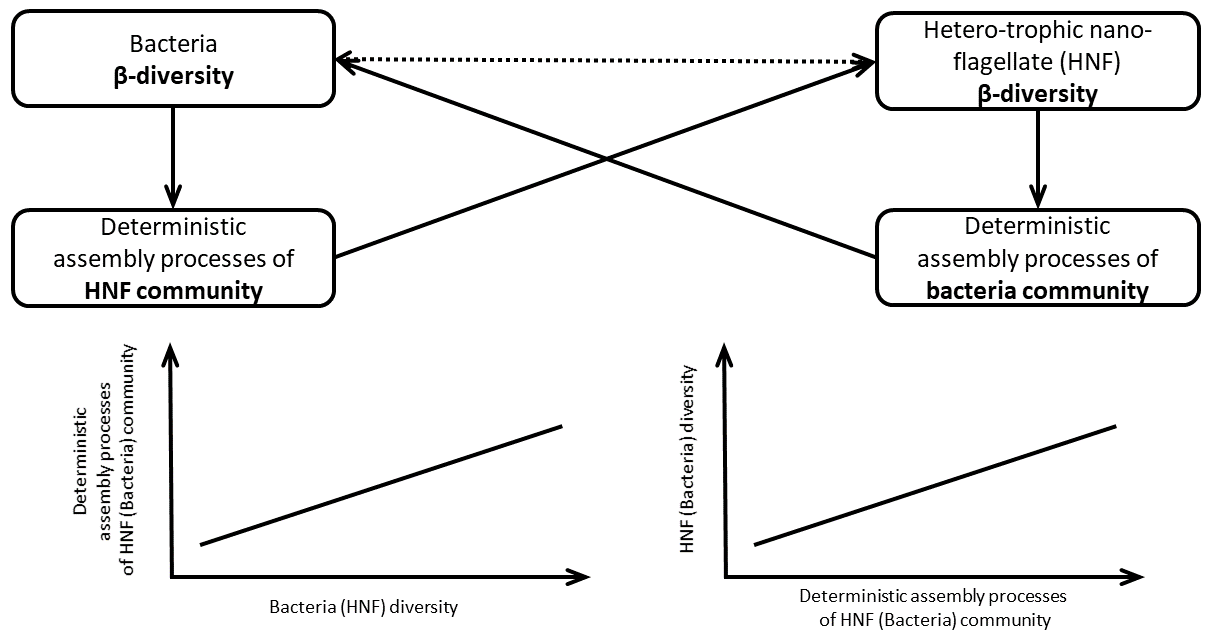 Bacteria
β-diversity
Hetero-trophic nano-
flagellate (HNF)
β-diversity
Deterministic
assembly processes of
HNF community
Deterministic
assembly processes of
bacteria community
Deterministic
assembly processes
of HNF (Bacteria) community
Bacteria (HNF) diversity
HNF (Bacteria) diversity
Deterministic assembly processes
of HNF (Bacteria) community